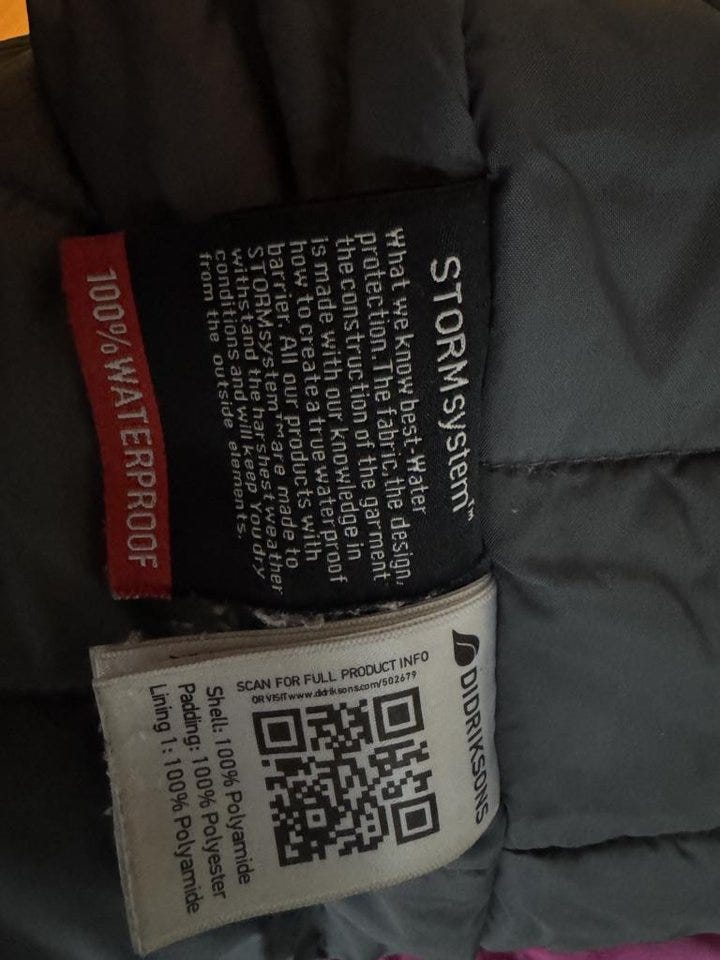 STORMsystem™
What we know best-Water
protection. The fabric, the design,
the construction of the garment
is made with our knowledge in
how to create a true waterproof
barrier. All our products with
STORMsystem™ are made to
withstand the harshest weather
conditions and will keep You dry
from the outside elements.
100% WATERPROOF
DIDRIKSONS
SCAN FOR FULL PRODUCT INFO
OR VISIT www.didriksons.com/502679
Shell: 100% Polyamide
Padding: 100% Polyester
Lining 1: 100% Polyamide